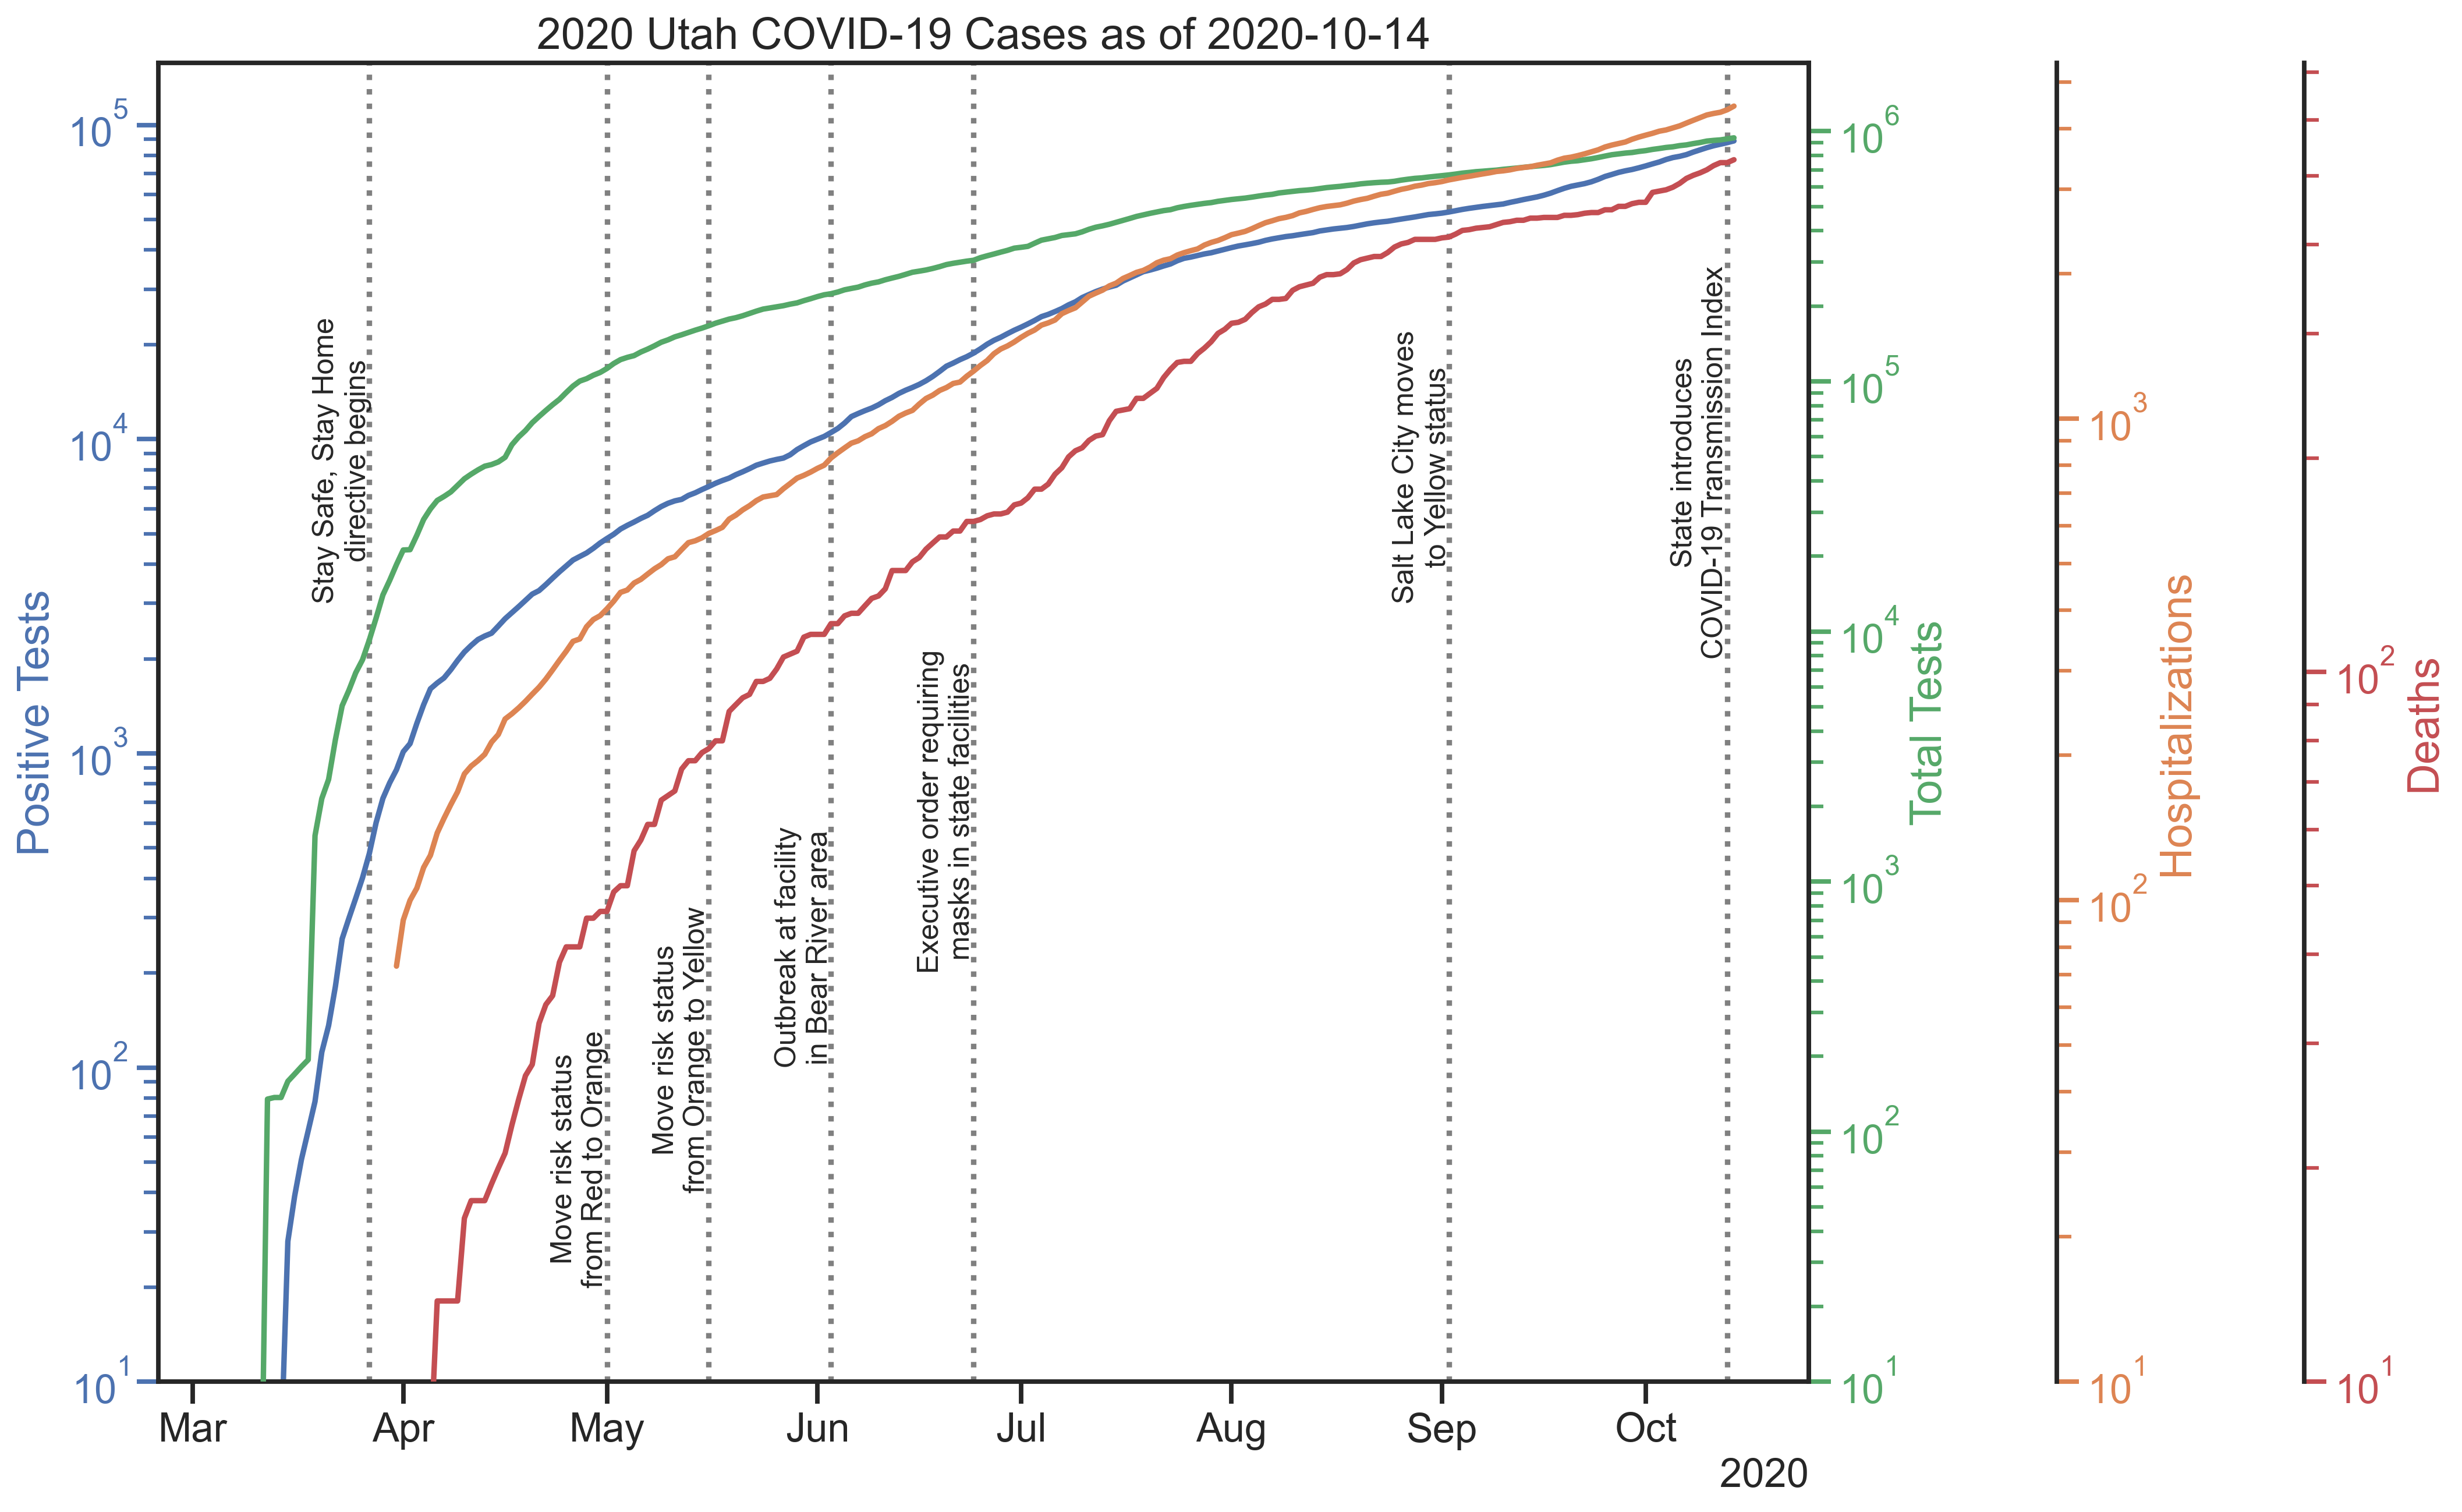 2020 Utah COVID-19 Cases as of 2020-10-14
Positive Tests
10^5
10^4
10^3
10^2
10^1
Stay Safe, Stay Home
directive begins
Move risk status
from Red to Orange
Move risk status
from Orange to Yellow
Outbreak at facility
in Bear River area
Executive order requiring
masks in state facilities
Salt Lake City moves
to Yellow status
State introduces
COVID-19 Transmission Index
10^6
10^5
10^4
10^3
10^2
10^1
Total Tests
10^3
10^2
10^1
Hospitalizations
10^2
10^1
Deaths
Mar
Apr
May
Jun
Jul
Aug
Sep
Oct
2020